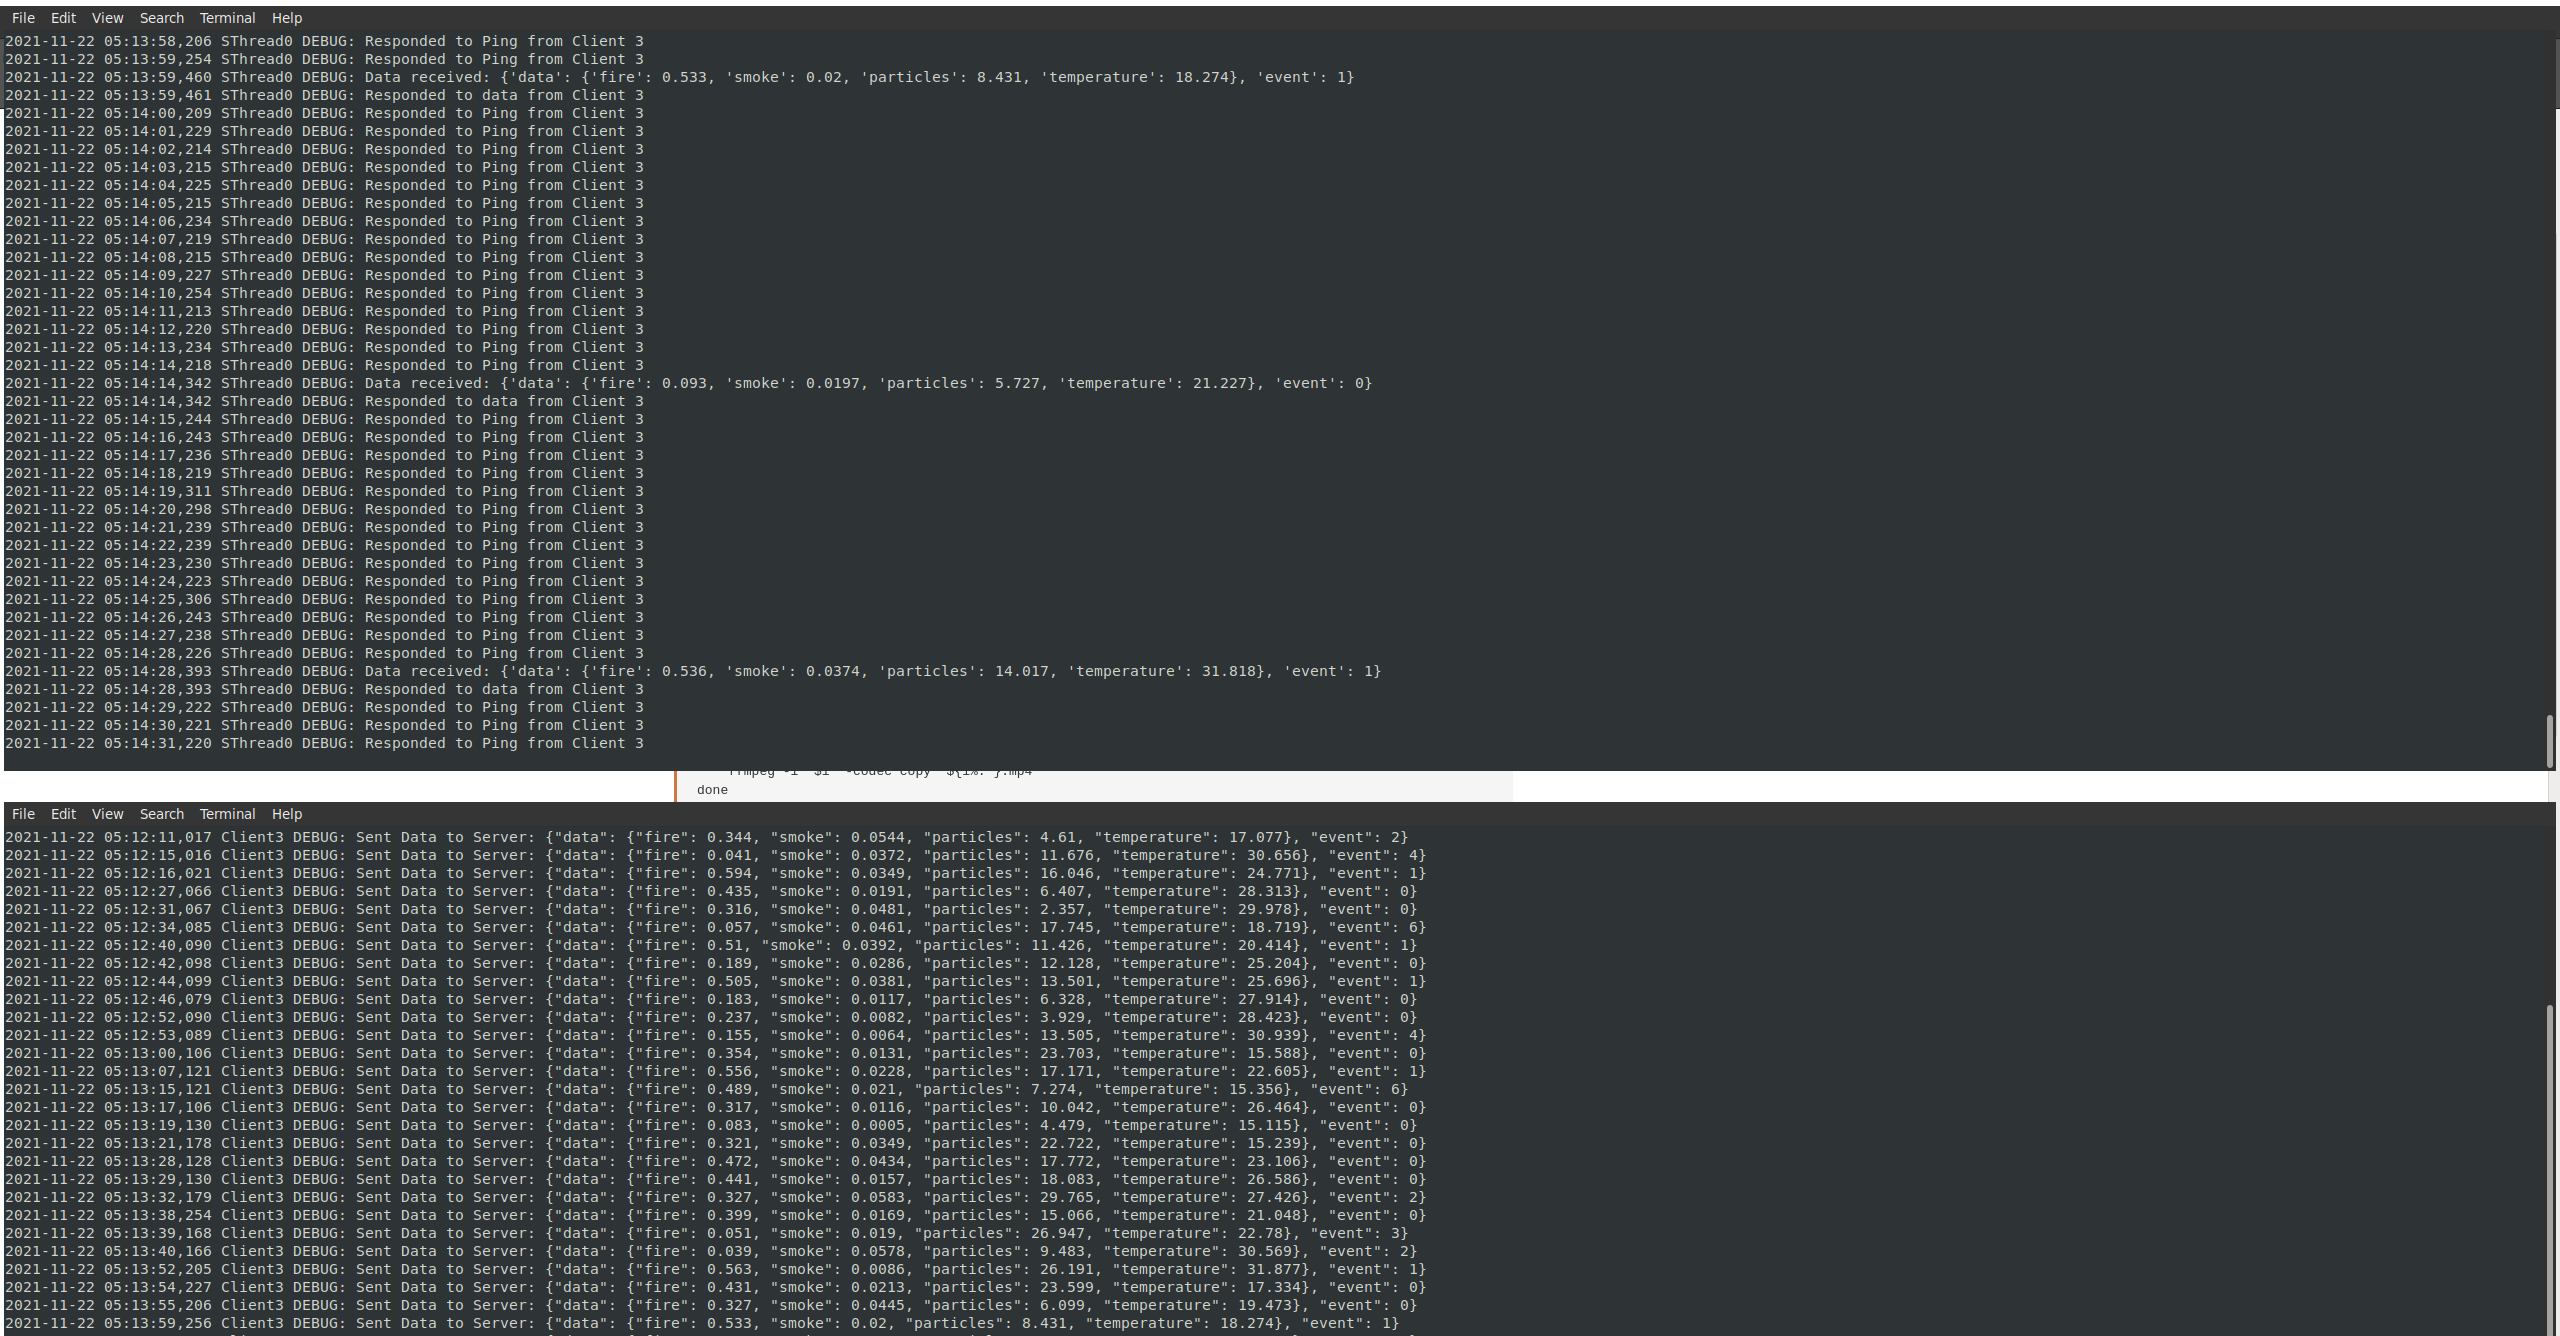 File Edit View Search Terminal Help
2021-11-22 05:13:58,206 SThread0 DEBUG: Responded to Ping from Client 3
2021-11-22 05:13:59,254 SThread0 DEBUG: Responded to Ping from Client 3
2021-11-22 05:13:59,460 SThread0 DEBUG: Data received: {'data': {'fire': 0.533, 'smoke': 0.02, 'particles': 8.431, 'temperature': 18.274}, 'event': 1}
2021-11-22 05:13:59,461 SThread0 DEBUG: Responded to data from Client 3
2021-11-22 05:14:00,209 SThread0 DEBUG: Responded to Ping from Client 3
2021-11-22 05:14:01,229 SThread0 DEBUG: Responded to Ping from Client 3
2021-11-22 05:14:02,214 SThread0 DEBUG: Responded to Ping from Client 3
2021-11-22 05:14:03,215 SThread0 DEBUG: Responded to Ping from Client 3
2021-11-22 05:14:04,225 SThread0 DEBUG: Responded to Ping from Client 3
2021-11-22 05:14:05,215 SThread0 DEBUG: Responded to Ping from Client 3
2021-11-22 05:14:06,234 SThread0 DEBUG: Responded to Ping from Client 3
2021-11-22 05:14:07,219 SThread0 DEBUG: Responded to Ping from Client 3
2021-11-22 05:14:08,215 SThread0 DEBUG: Responded to Ping from Client 3
2021-11-22 05:14:09,227 SThread0 DEBUG: Responded to Ping from Client 3
2021-11-22 05:14:10,254 SThread0 DEBUG: Responded to Ping from Client 3
2021-11-22 05:14:11,213 SThread0 DEBUG: Responded to Ping from Client 3
2021-11-22 05:14:12,220 SThread0 DEBUG: Responded to Ping from Client 3
2021-11-22 05:14:13,234 SThread0 DEBUG: Responded to Ping from Client 3
2021-11-22 05:14:14,218 SThread0 DEBUG: Responded to Ping from Client 3
2021-11-22 05:14:14,342 SThread0 DEBUG: Data received: {'data': {'fire': 0.093, 'smoke': 0.0197, 'particles': 5.727, 'temperature': 21.227}, 'event': 0}
2021-11-22 05:14:14,342 SThread0 DEBUG: Responded to data from Client 3
2021-11-22 05:14:15,244 SThread0 DEBUG: Responded to Ping from Client 3
2021-11-22 05:14:16,243 SThread0 DEBUG: Responded to Ping from Client 3
2021-11-22 05:14:17,236 SThread0 DEBUG: Responded to Ping from Client 3
2021-11-22 05:14:18,219 SThread0 DEBUG: Responded to Ping from Client 3
2021-11-22 05:14:19,311 SThread0 DEBUG: Responded to Ping from Client 3
2021-11-22 05:14:20,298 SThread0 DEBUG: Responded to Ping from Client 3
2021-11-22 05:14:21,239 SThread0 DEBUG: Responded to Ping from Client 3
2021-11-22 05:14:22,239 SThread0 DEBUG: Responded to Ping from Client 3
2021-11-22 05:14:23,230 SThread0 DEBUG: Responded to Ping from Client 3
2021-11-22 05:14:24,223 SThread0 DEBUG: Responded to Ping from Client 3
2021-11-22 05:14:25,306 SThread0 DEBUG: Responded to Ping from Client 3
2021-11-22 05:14:26,243 SThread0 DEBUG: Responded to Ping from Client 3
2021-11-22 05:14:27,238 SThread0 DEBUG: Responded to Ping from Client 3
2021-11-22 05:14:28,226 SThread0 DEBUG: Responded to Ping from Client 3
2021-11-22 05:14:28,393 SThread0 DEBUG: Data received: {'data': {'fire': 0.536, 'smoke': 0.0374, 'particles': 14.017, 'temperature': 31.818}, 'event': 1}
2021-11-22 05:14:28,393 SThread0 DEBUG: Responded to data from Client 3
2021-11-22 05:14:29,222 SThread0 DEBUG: Responded to Ping from Client 3
2021-11-22 05:14:30,221 SThread0 DEBUG: Responded to Ping from Client 3
2021-11-22 05:14:31,220 SThread0 DEBUG: Responded to Ping from Client 3
done
File Edit View Search Terminal Help
2021-11-22 05:12:11,017 Client3 DEBUG: Sent Data to Server: {"data": {"fire": 0.344, "smoke": 0.0544, "particles": 4.61, "temperature": 17.077}, "event": 2}
2021-11-22 05:12:15,016 Client3 DEBUG: Sent Data to Server: {"data": {"fire": 0.041, "smoke": 0.0372, "particles": 11.676, "temperature": 30.656}, "event": 4}
2021-11-22 05:12:16,021 Client3 DEBUG: Sent Data to Server: {"data": {"fire": 0.594, "smoke": 0.0349, "particles": 16.046, "temperature": 24.771}, "event": 1}
2021-11-22 05:12:27,066 Client3 DEBUG: Sent Data to Server: {"data": {"fire": 0.435, "smoke": 0.0191, "particles": 6.407, "temperature": 28.313}, "event": 0}
2021-11-22 05:12:31,067 Client3 DEBUG: Sent Data to Server: {"data": {"fire": 0.316, "smoke": 0.0481, "particles": 2.357, "temperature": 29.978}, "event": 0}
2021-11-22 05:12:34,085 Client3 DEBUG: Sent Data to Server: {"data": {"fire": 0.057, "smoke": 0.0461, "particles": 17.745, "temperature": 18.719}, "event": 6}
2021-11-22 05:12:40,090 Client3 DEBUG: Sent Data to Server: {"data": {"fire": 0.51, "smoke": 0.0392, "particles": 11.426, "temperature": 20.414}, "event": 1}
2021-11-22 05:12:42,098 Client3 DEBUG: Sent Data to Server: {"data": {"fire": 0.189, "smoke": 0.0286, "particles": 12.128, "temperature": 25.204}, "event": 0}
2021-11-22 05:12:44,099 Client3 DEBUG: Sent Data to Server: {"data": {"fire": 0.505, "smoke": 0.0381, "particles": 13.501, "temperature": 25.696}, "event": 1}
2021-11-22 05:12:46,079 Client3 DEBUG: Sent Data to Server: {"data": {"fire": 0.183, "smoke": 0.0117, "particles": 6.328, "temperature": 27.914}, "event": 0}
2021-11-22 05:12:52,090 Client3 DEBUG: Sent Data to Server: {"data": {"fire": 0.237, "smoke": 0.0082, "particles": 3.929, "temperature": 28.423}, "event": 0}
2021-11-22 05:12:53,089 Client3 DEBUG: Sent Data to Server: {"data": {"fire": 0.155, "smoke": 0.0064, "particles": 13.505, "temperature": 30.939}, "event": 4}
2021-11-22 05:13:00,106 Client3 DEBUG: Sent Data to Server: {"data": {"fire": 0.354, "smoke": 0.0131, "particles": 23.703, "temperature": 15.588}, "event": 0}
2021-11-22 05:13:07,121 Client3 DEBUG: Sent Data to Server: {"data": {"fire": 0.556, "smoke": 0.0228, "particles": 17.171, "temperature": 22.605}, "event": 1}
2021-11-22 05:13:15,121 Client3 DEBUG: Sent Data to Server: {"data": {"fire": 0.489, "smoke": 0.021, "particles": 7.274, "temperature": 15.356}, "event": 6}
2021-11-22 05:13:17,106 Client3 DEBUG: Sent Data to Server: {"data": {"fire": 0.317, "smoke": 0.0116, "particles": 10.042, "temperature": 26.464}, "event": 0}
2021-11-22 05:13:19,130 Client3 DEBUG: Sent Data to Server: {"data": {"fire": 0.083, "smoke": 0.0005, "particles": 4.479, "temperature": 15.115}, "event": 0}
2021-11-22 05:13:21,178 Client3 DEBUG: Sent Data to Server: {"data": {"fire": 0.321, "smoke": 0.0349, "particles": 22.722, "temperature": 15.239}, "event": 0}
2021-11-22 05:13:28,128 Client3 DEBUG: Sent Data to Server: {"data": {"fire": 0.472, "smoke": 0.0434, "particles": 17.772, "temperature": 23.106}, "event": 0}
2021-11-22 05:13:29,130 Client3 DEBUG: Sent Data to Server: {"data": {"fire": 0.441, "smoke": 0.0157, "particles": 18.083, "temperature": 26.586}, "event": 0}
2021-11-22 05:13:32,179 Client3 DEBUG: Sent Data to Server: {"data": {"fire": 0.327, "smoke": 0.0583, "particles": 29.765, "temperature": 27.426}, "event": 2}
2021-11-22 05:13:38,254 Client3 DEBUG: Sent Data to Server: {"data": {"fire": 0.399, "smoke": 0.0169, "particles": 15.066, "temperature": 21.048}, "event": 0}
2021-11-22 05:13:39,168 Client3 DEBUG: Sent Data to Server: {"data": {"fire": 0.051, "smoke": 0.019, "particles": 26.947, "temperature": 22.78}, "event": 3}
2021-11-22 05:13:40,166 Client3 DEBUG: Sent Data to Server: {"data": {"fire": 0.039, "smoke": 0.0578, "particles": 9.483, "temperature": 30.569}, "event": 2}
2021-11-22 05:13:52,205 Client3 DEBUG: Sent Data to Server: {"data": {"fire": 0.563, "smoke": 0.0086, "particles": 26.191, "temperature": 31.877}, "event": 1}
2021-11-22 05:13:54,227 Client3 DEBUG: Sent Data to Server: {"data": {"fire": 0.431, "smoke": 0.0213, "particles": 23.599, "temperature": 17.334}, "event": 0}
2021-11-22 05:13:55,206 Client3 DEBUG: Sent Data to Server: {"data": {"fire": 0.327, "smoke": 0.0445, "particles": 6.099, "temperature": 19.473}, "event": 0}
2021-11-22 05:13:59,256 Client3 DEBUG: Sent Data to Server: {"data": {"fire": 0.533, "smoke": 0.02, "particles": 8.431, "temperature": 18.274}, "event": 1}